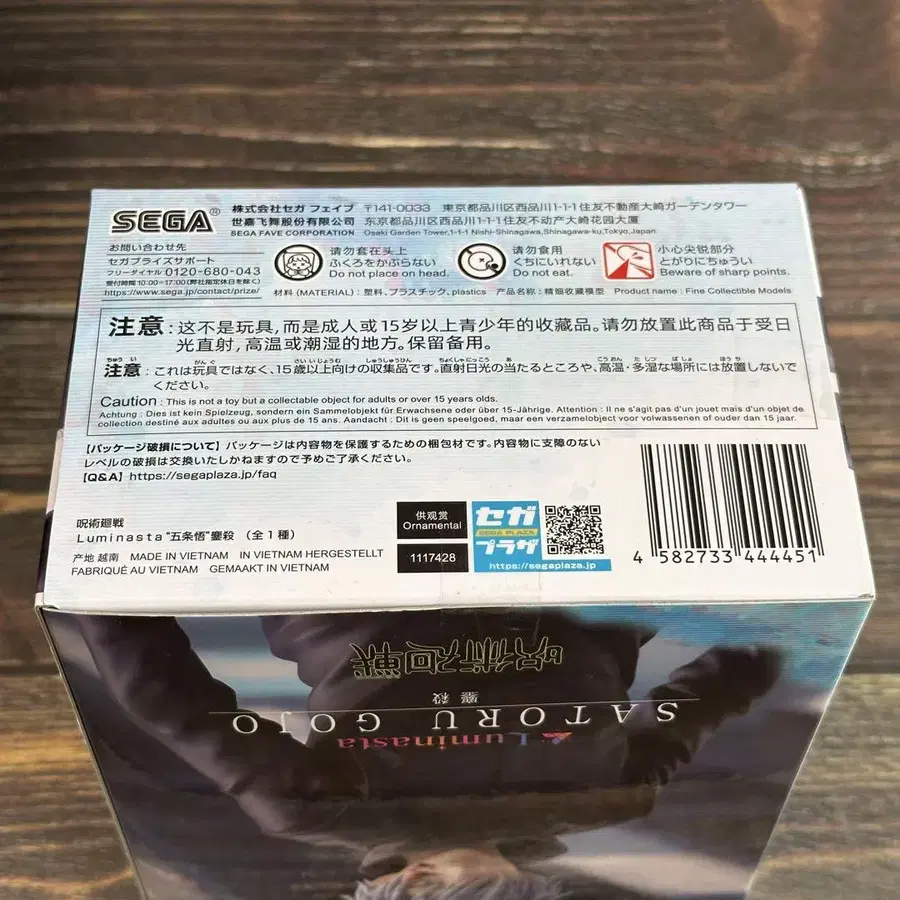 SEGA®
株式会社セガ フェイブ 〒141-0033 東京都品川区西品川1-1-1住友不動産大崎ガーデンタワー
世嘉飞舞股份有限公司 东京都品川区西品川1-1-1住友不动产大崎花园大厦
SEGA FAVE CORPORATION Osaki Garden Tower,1-1-1 Nishi-Shinagawa,Shinagawa-ku,Tokyo,Japan.
お問い合わせ先
セガプライズサポート
フリーダイヤル 0120-680-043
受付時間10:00~17:00(弊社指定休日を除く)
https://www.sega.jp/contact/prize/
请勿套在头上
ふくろをかぶらない
Do not place on head.
请勿食用
くちにいれない
Do not eat.
小心尖锐部分
とがりにちゅうい
Beware of sharp points.
材料(MATERIAL):塑料、プラスチック、plastics 产品名称:精细收藏模型 Product name : Fine Collectible Models
注意:这不是玩具,而是成人或15岁以上青少年的收藏品。请勿放置此商品于受日
光直射,高温或潮湿的地方。保留备用。
注意:これは玩具ではなく、15歳以上向けの収集品です。直射日光の当たるところや、高温・多湿な場所には放置しないで
ください。
Caution : This is not a toy but a collectable object for adults or over 15 years olds.
Achtung : Dies ist kein Spielzeug, sondern ein Sammelobjekt für Erwachsene oder über 15-Jährige. Attention : Il ne s'agit pas d'un jouet mais d'un objet de
collection destiné aux adultes ou aux plus de 15 ans. Aandacht : Dit is geen speelgoed, maar een verzamelobject voor volwassenen of ouder dan 15 jaar.
【パッケージ破損について】パッケージは内容物を保護するための梱包材です。内容物に支障のない
レベルの破損は交換いたしかねますので予めご了承ください。
【Q&A】https://segaplaza.jp/faq
呪術廻戦
Luminasta“五条悟”鏖殺 (全1種)
产地 越南 MADE IN VIETNAM IN VIETNAM HERGESTELLT
FABRIQUÉ AU VIETNAM GEMAAKT IN VIETNAM
供观赏
Ornamental
1117428
セガ
SEGA PLAZA
プラザ
https://segaplaza.jp
4 582733 444451
呪術廻戦
鏖殺
SATORU GOJO
Luminasta